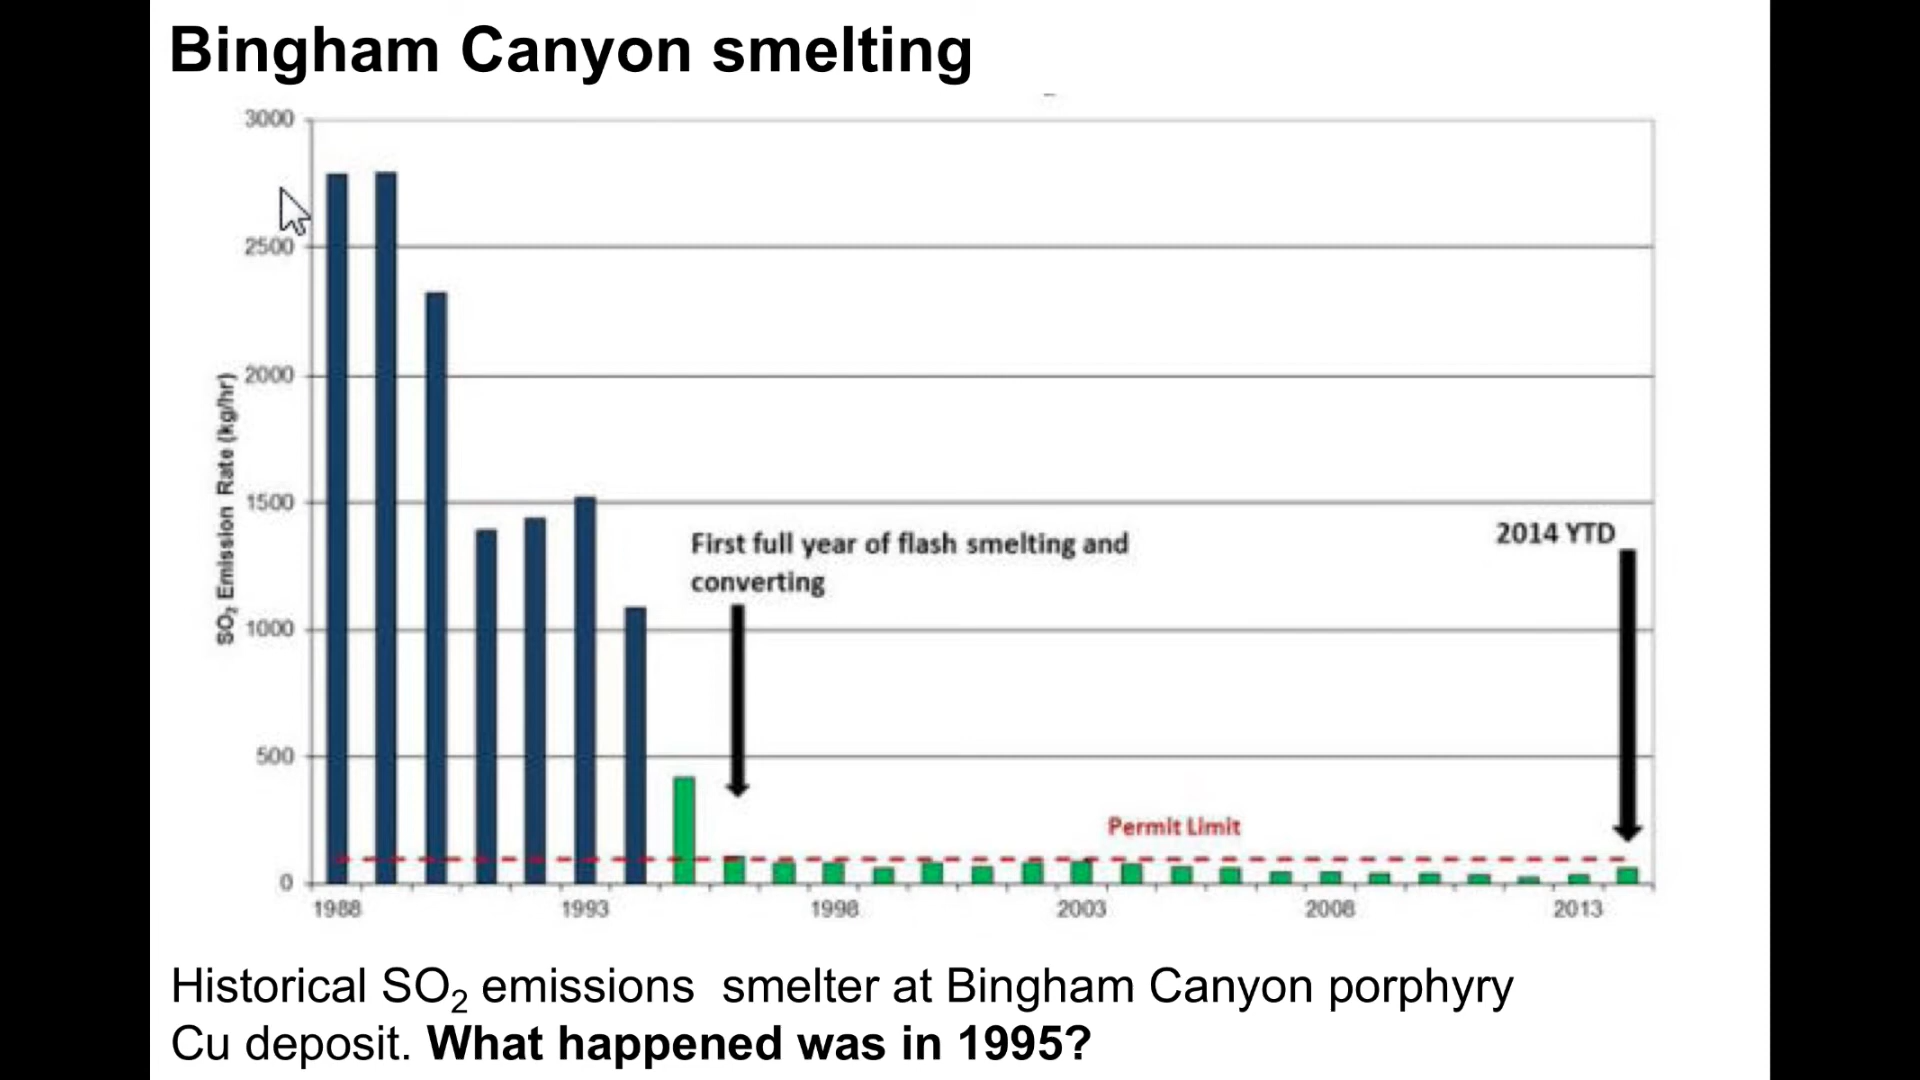 Bingham Canyon smelting
3000
2500
2000
1500
1000
500
0
SO₂ Emission Rate (kg/hr)
First full year of flash smelting and
converting
2014 YTD
Permit Limit
1988
1993
1998
2003
2008
2013
Historical SO₂ emissions  smelter at Bingham Canyon porphyry
Cu deposit. What happened was in 1995?